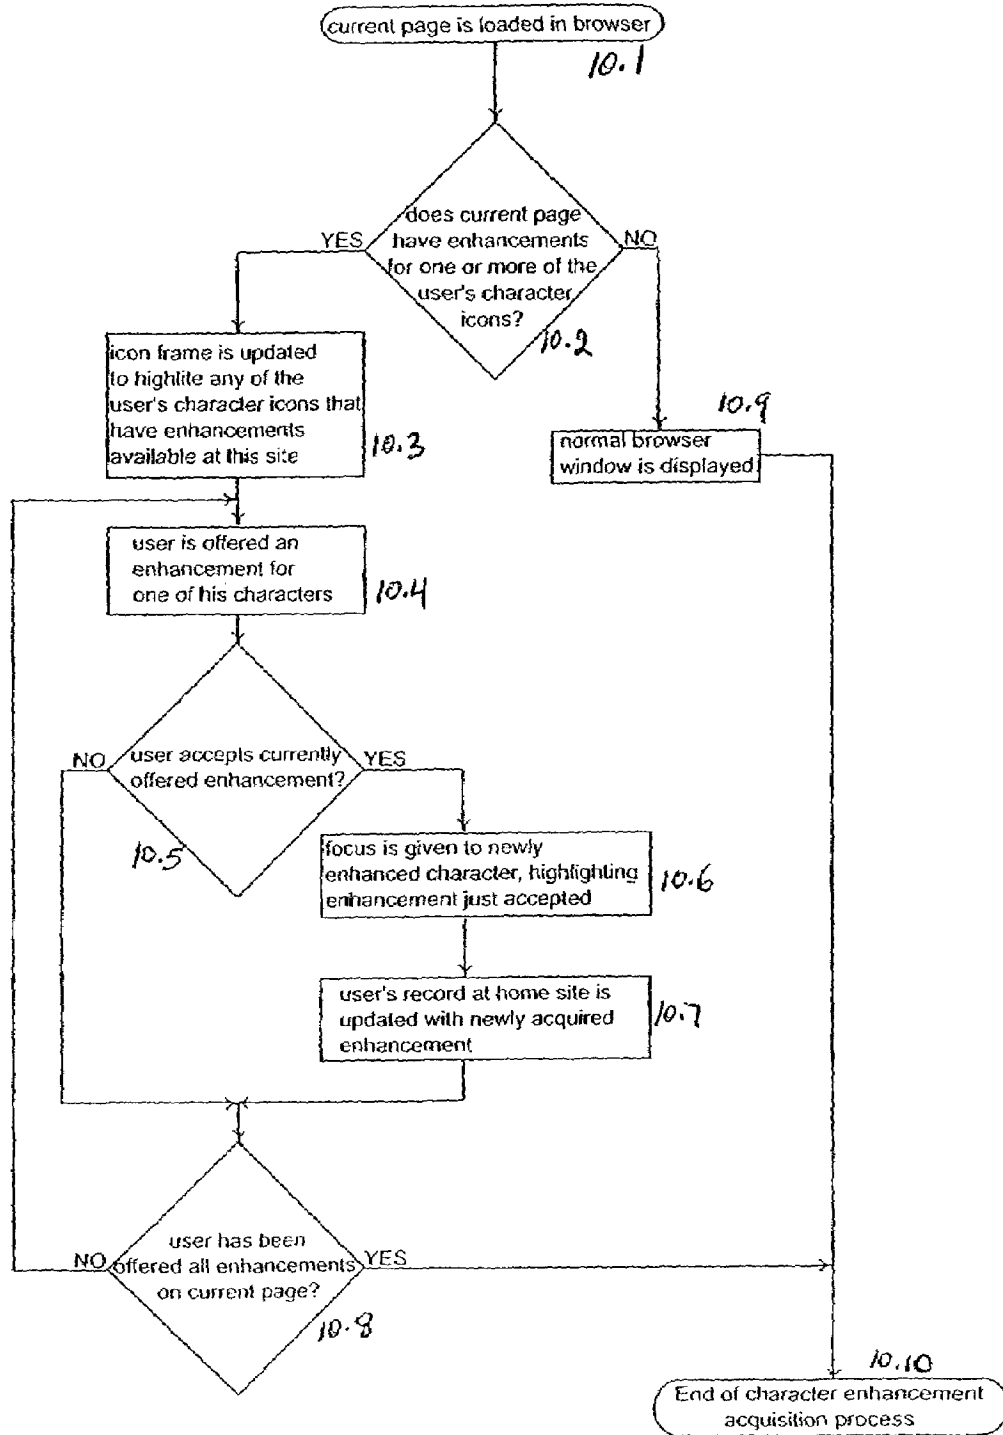 current page is loaded in browser
10.1
does current page
have enhancements
for one or more of the
user's character
icons?
YES
NO
10.2
icon frame is updated
to highlite any of the
user's character icons that
have enhancements
available at this site
10.3
10.9
normal browser
window is displayed
user is offered an
enhancement for
one of his characters
10.4
user accepts currently
offered enhancement?
NO
YES
10.5
focus is given to newly
enhanced character, highlighting
enhancement just accepted
10.6
user's record at home site is
updated with newly acquired
enhancement
10.7
user has been
offered all enhancements
on current page?
NO
YES
10.8
10.10
End of character enhancement
acquisition process